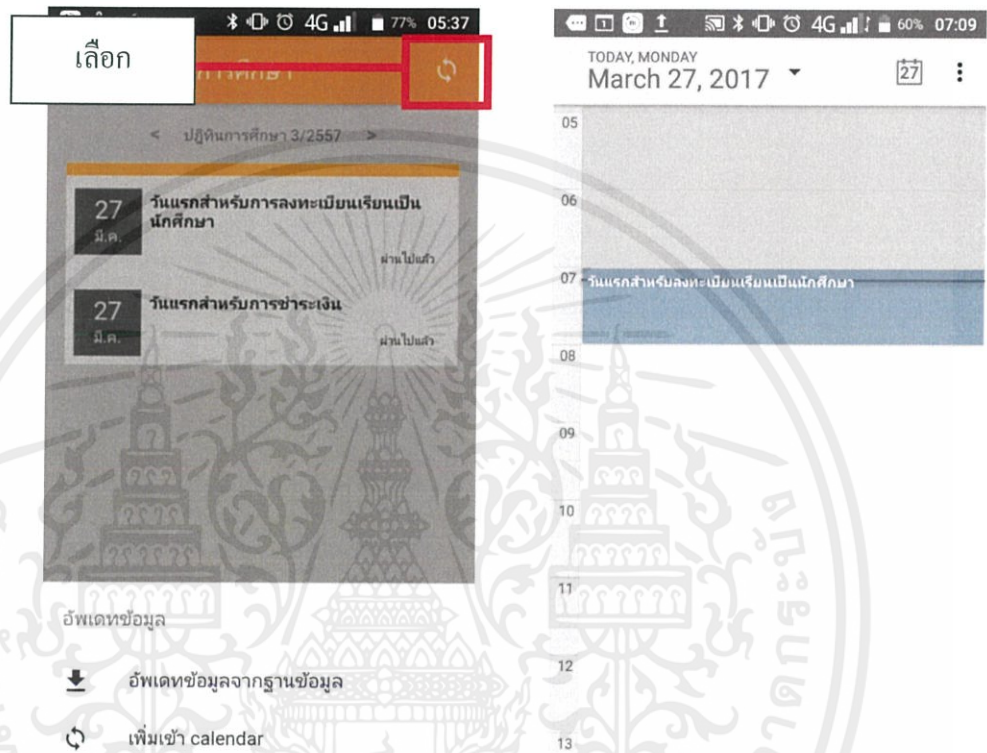 4G 77% 05:37
เลือก
การศึกษา
< ปฏิทินการศึกษา 3/2557 >
27
มี.ค.
วันแรกสำหรับการลงทะเบียนเรียนเป็น
นักศึกษา
ผ่านไปแล้ว
27
มี.ค.
วันแรกสำหรับการชำระเงิน
ผ่านไปแล้ว
อัพเดทข้อมูล
อัพเดทข้อมูลจากฐานข้อมูล
เพิ่มเข้า calendar
4G 60% 07:09
TODAY, MONDAY
March 27, 2017
27
05
06
07
วันแรกสำหรับลงทะเบียนเรียนเป็นนักศึกษา
08
09
10
11
12
13